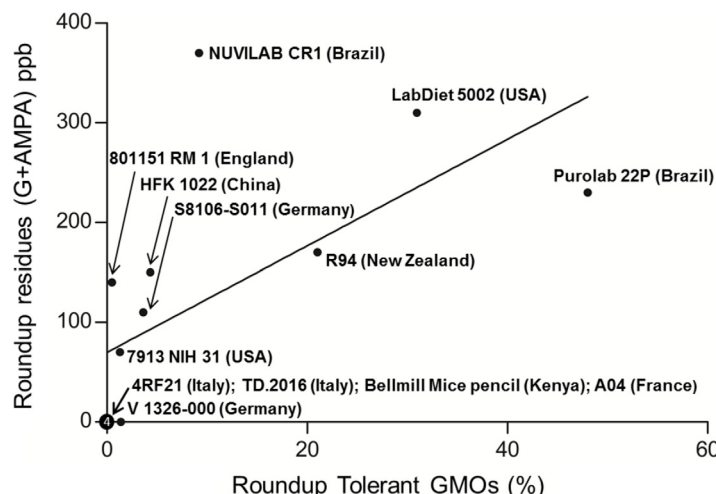 400
NUVILAB CR1 (Brazil)
LabDiet 5002 (USA)
300
801151 RM 1 (England)
HFK 1022 (China)
Purolab 22P (Brazil)
S8106-S011 (Germany)
200
R94 (New Zealand)
100
7913 NIH 31 (USA)
4RF21 (Italy); TD.2016 (Italy); Bellmill Mice pencil (Kenya); A04 (France)
V 1326-000 (Germany)
0
4
0
20
40
60
Roundup Tolerant GMOs (%)
Roundup residues (G+AMPA) ppb